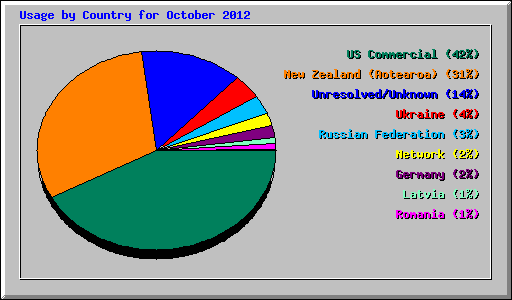 Usage by Country for October 2012
US Commercial (42%)
New Zealand (Aotearoa) (31%)
Unresolved/Unknown (14%)
Ukraine (4%)
Russian Federation (3%)
Network (2%)
Germany (2%)
Latvia (1%)
Romania (1%)